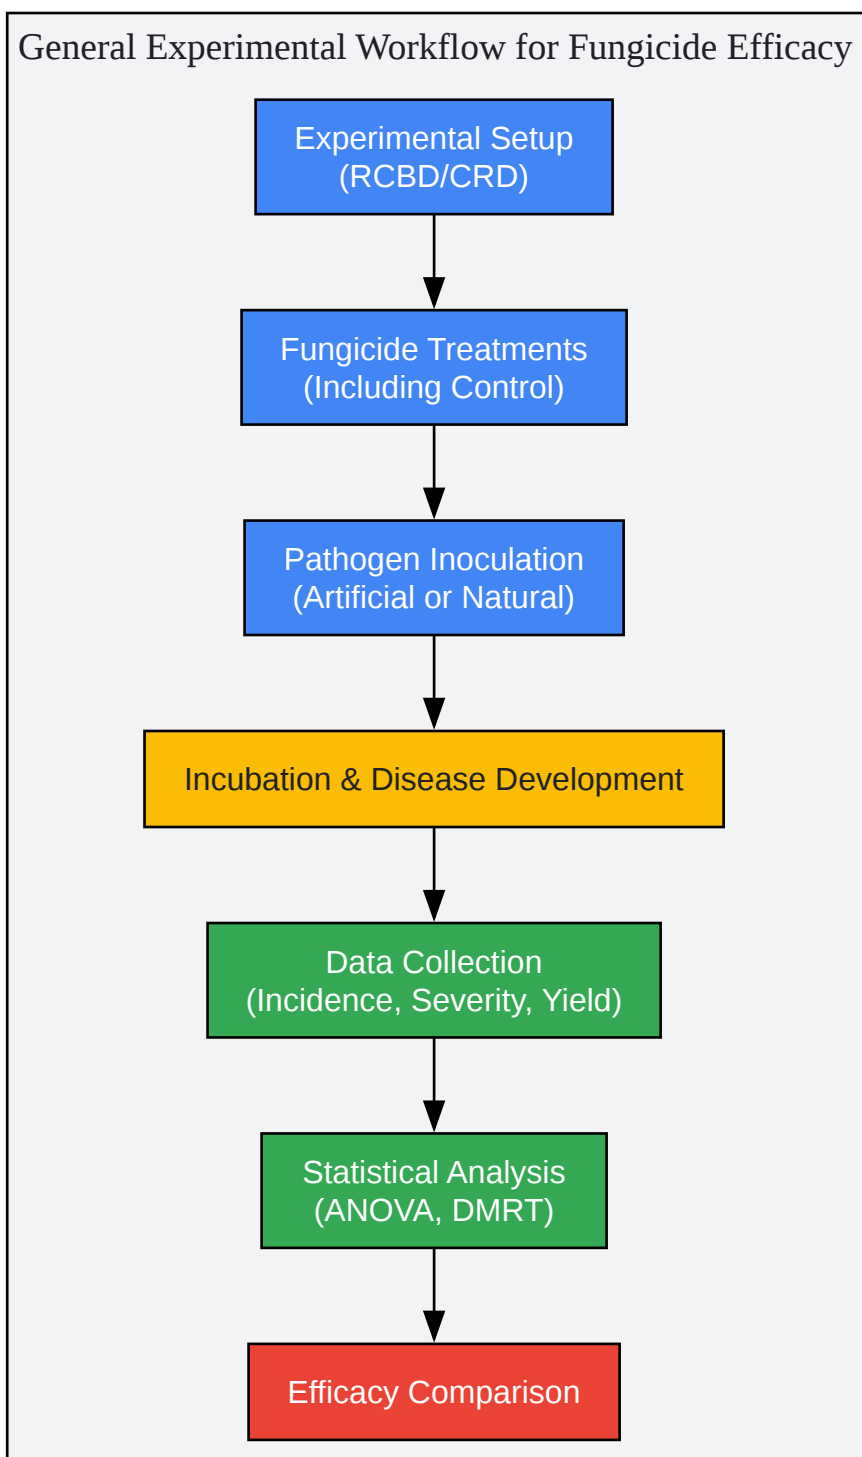 General Experimental Workflow for Fungicide Efficacy
Experimental Setup
(RCBD/CRD)
Fungicide Treatments
(Including Control)
Pathogen Inoculation
(Artificial or Natural)
Incubation & Disease Development
Data Collection
(Incidence, Severity, Yield)
Statistical Analysis
(ANOVA, DMRT)
Efficacy Comparison